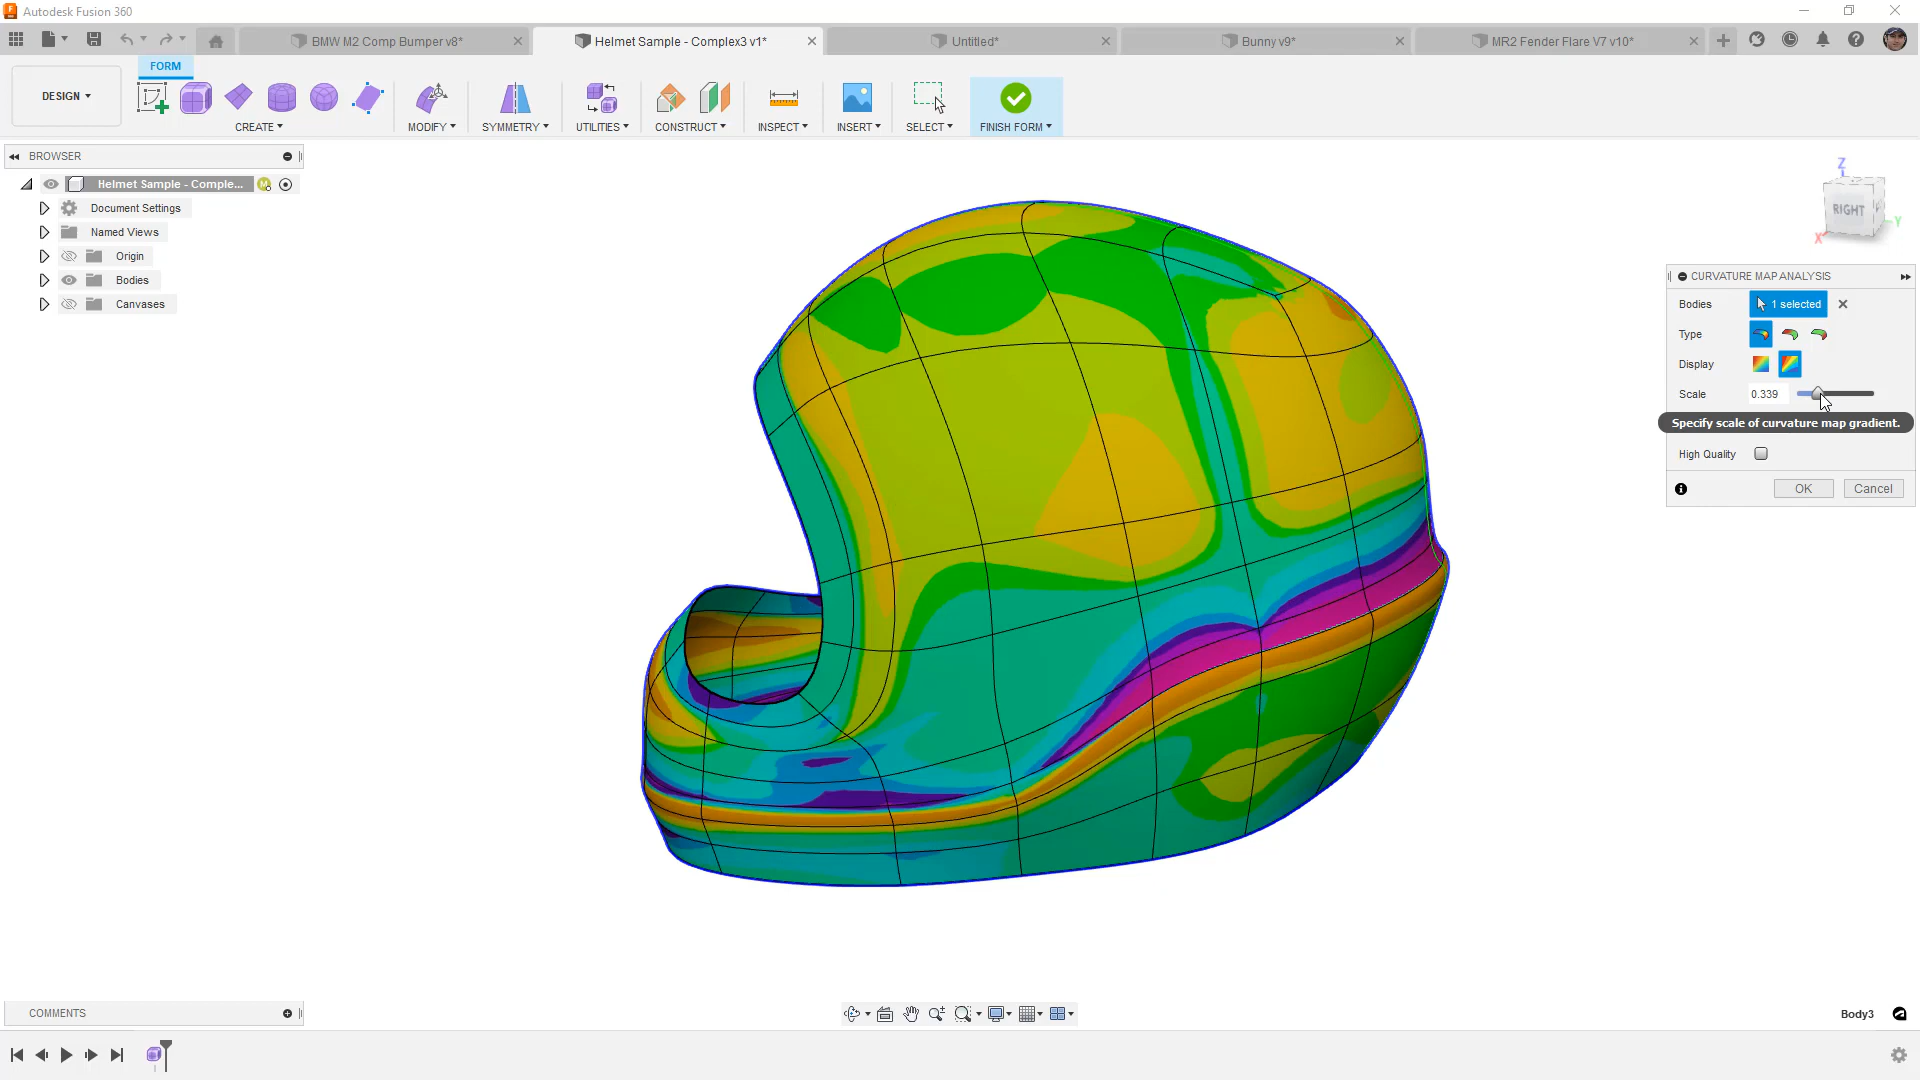 Autodesk Fusion 360
BMW M2 Comp Bumper v8*
Helmet Sample - Complex3 v1*
Untitled*
Bunny v9*
MR2 Fender Flare V7 v10*
FORM
DESIGN
CREATE
MODIFY
SYMMETRY
UTILITIES
CONSTRUCT
INSPECT
INSERT
SELECT
FINISH FORM
BROWSER
Helmet Sample - Comple...
Document Settings
Named Views
Origin
Bodies
Canvases
Z
RIGHT
Y
X
CURVATURE MAP ANALYSIS
Bodies 1 selected
Type
Display
Scale 0.339
Specify scale of curvature map gradient.
High Quality
OK Cancel
COMMENTS
Body3